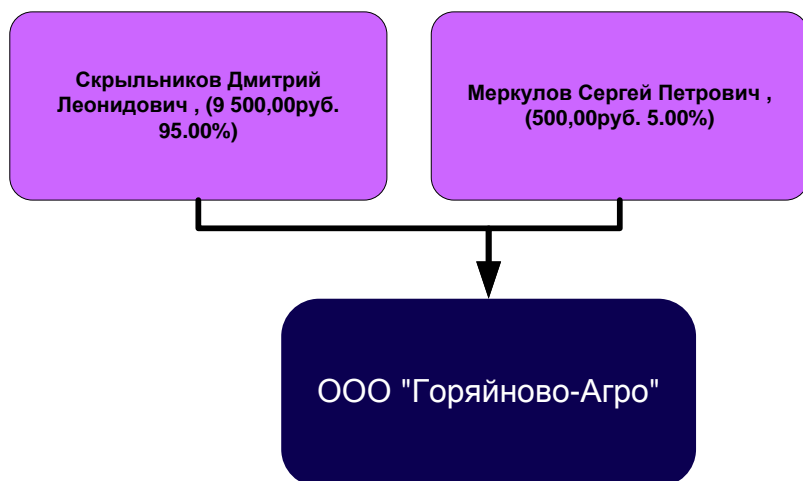 Скрыльников Дмитрий
Леонидович , (9 500,00руб.
95.00%)
Меркулов Сергей Петрович ,
(500,00руб. 5.00%)
ООО "Горяйново-Агро"